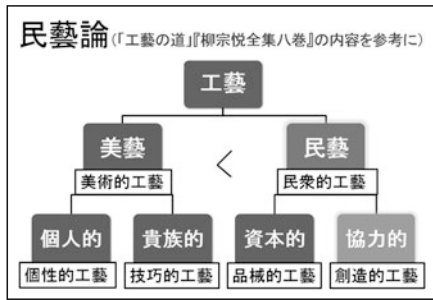 民藝論(「工藝の道」『柳宗悦全集八巻』の内容を参考に)
工藝
美藝 < 民藝
美術的工藝 民衆的工藝
個人的 貴族的 資本的 協力的
個性的工藝 技巧的工藝 品械的工藝 創造的工藝